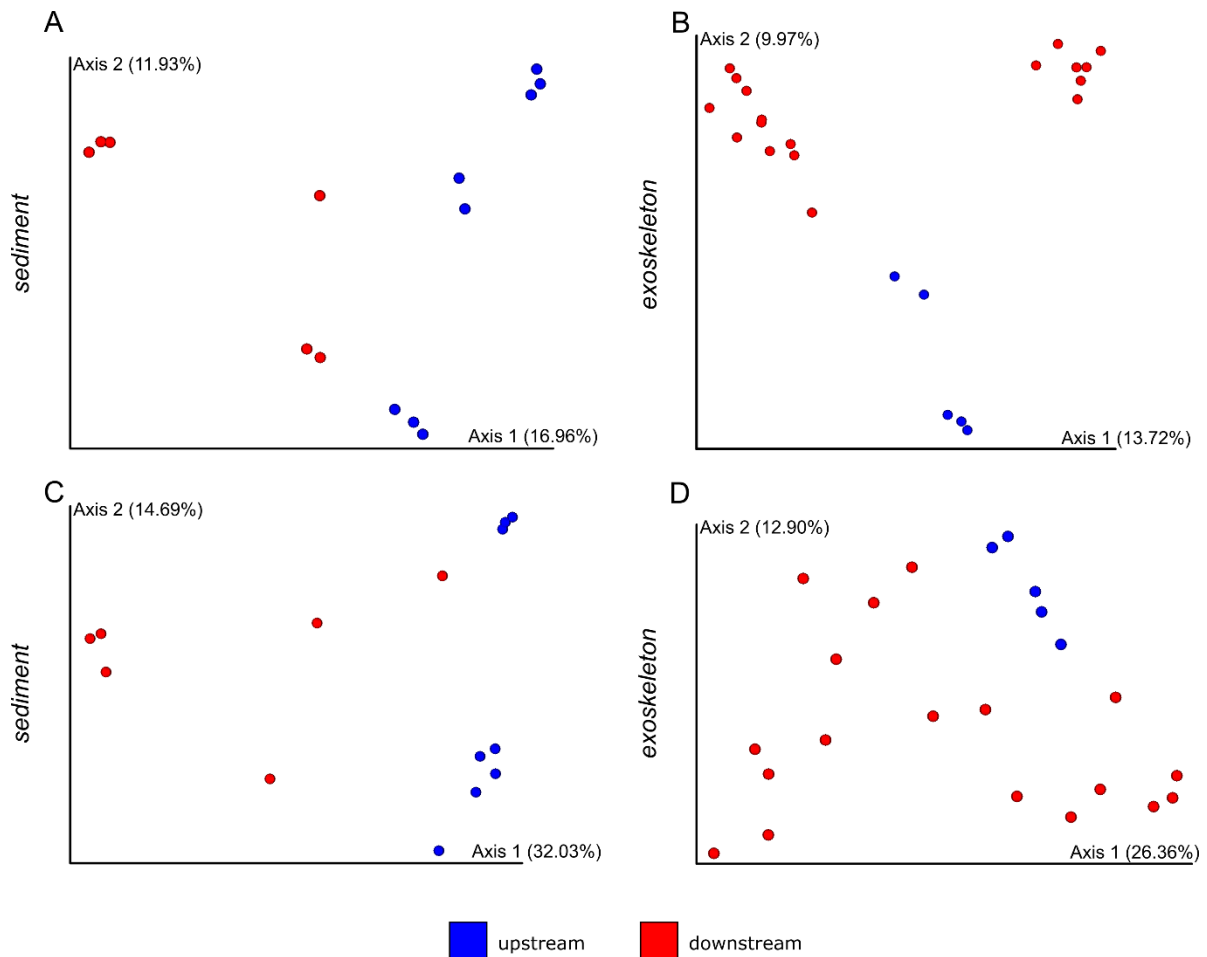 A
Axis 2 (11.93%)
sediment
Axis 1 (16.96%)
B
Axis 2 (9.97%)
exoskeleton
Axis 1 (13.72%)
C
Axis 2 (14.69%)
sediment
Axis 1 (32.03%)
D
Axis 2 (12.90%)
exoskeleton
Axis 1 (26.36%)
upstream
downstream